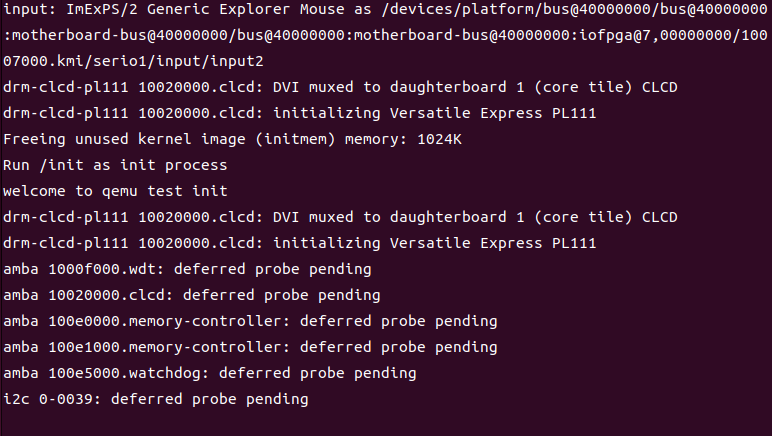 input: ImExPS/2 Generic Explorer Mouse as /devices/platform/bus@40000000/bus@40000000
:motherboard-bus@40000000/bus@40000000:motherboard-bus@40000000:iofpga@7,00000000/100
07000.kmi/serio1/input/input2
drm-clcd-pl111 10020000.clcd: DVI muxed to daughterboard 1 (core tile) CLCD
drm-clcd-pl111 10020000.clcd: initializing Versatile Express PL111
Freeing unused kernel image (initmem) memory: 1024K
Run /init as init process
welcome to qemu test init
drm-clcd-pl111 10020000.clcd: DVI muxed to daughterboard 1 (core tile) CLCD
drm-clcd-pl111 10020000.clcd: initializing Versatile Express PL111
amba 1000f000.wdt: deferred probe pending
amba 10020000.clcd: deferred probe pending
amba 100e0000.memory-controller: deferred probe pending
amba 100e1000.memory-controller: deferred probe pending
amba 100e5000.watchdog: deferred probe pending
i2c 0-0039: deferred probe pending